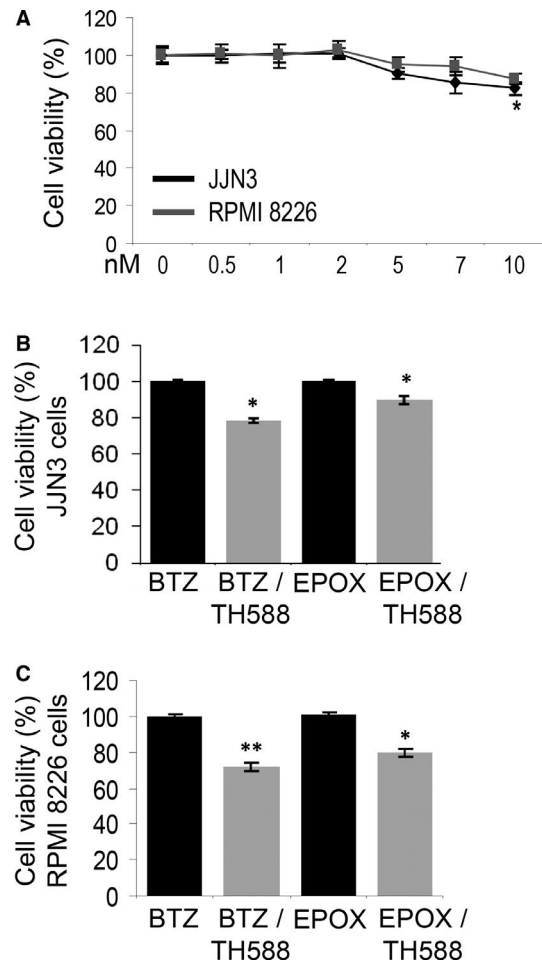 A
Cell viability (%)
120
100
80
60
40
20
0
JJN3
RPMI 8226
*
nM 0 0.5 1 2 5 7 10
B
Cell viability (%)
JJN3 cells
120
100
80
60
40
20
0
*
*
BTZ BTZ / EPOX EPOX /
TH588 TH588
C
Cell viability (%)
RPMI 8226 cells
120
100
80
60
40
20
0
**
*
BTZ BTZ / EPOX EPOX /
TH588 TH588